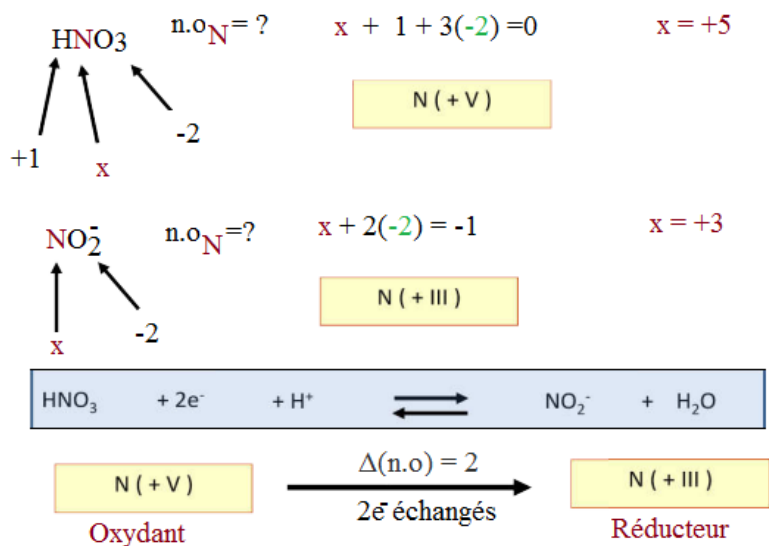 HNO3 n.oN = ? x + 1 + 3(-2) =0 x = +5
N ( + V )
+1 x -2
NO2- n.oN=? x + 2(-2) = -1 x = +3
N ( + III )
x -2
HNO3 + 2e- + H+ ⇌ NO2- + H2O
Δ(n.o) = 2
N ( + V ) N ( + III )
2e- échangés
Oxydant Réducteur